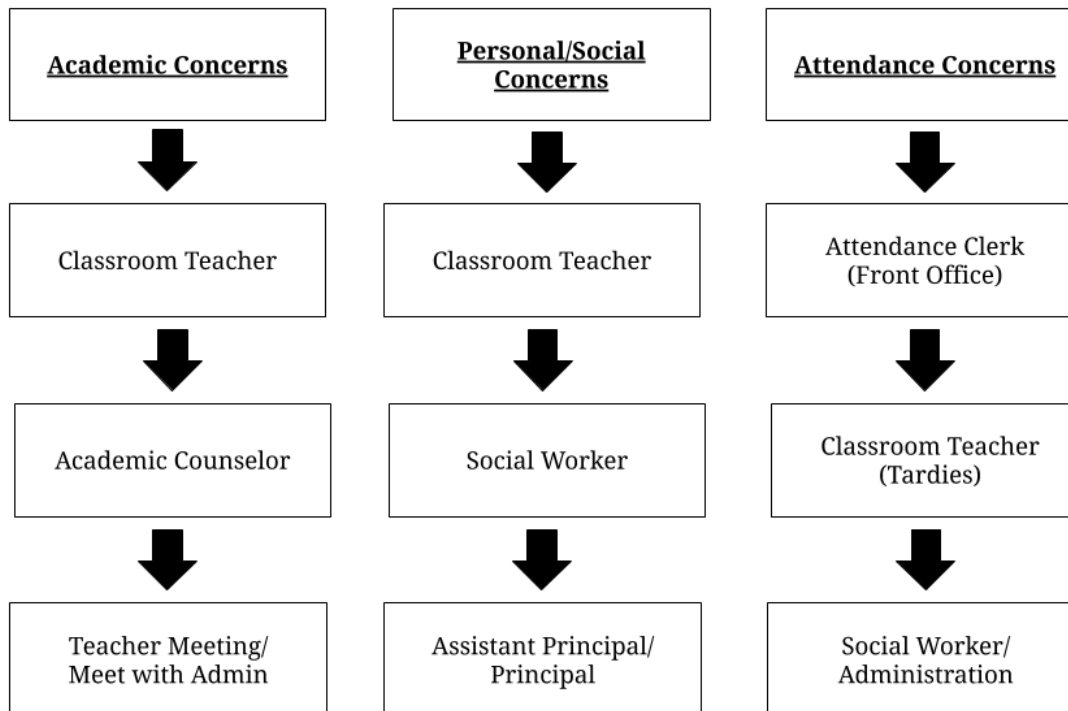 Academic Concerns
Personal/Social
Concerns
Attendance Concerns
Classroom Teacher
Classroom Teacher
Attendance Clerk
(Front Office)
Academic Counselor
Social Worker
Classroom Teacher
(Tardies)
Teacher Meeting/
Meet with Admin
Assistant Principal/
Principal
Social Worker/
Administration